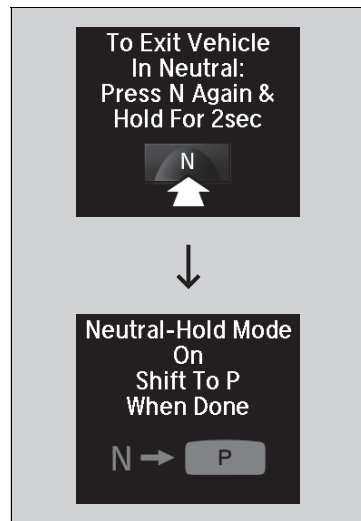 To Exit Vehicle
In Neutral:
Press N Again &
Hold For 2sec
N
Neutral-Hold Mode
On
Shift To P
When Done
N P